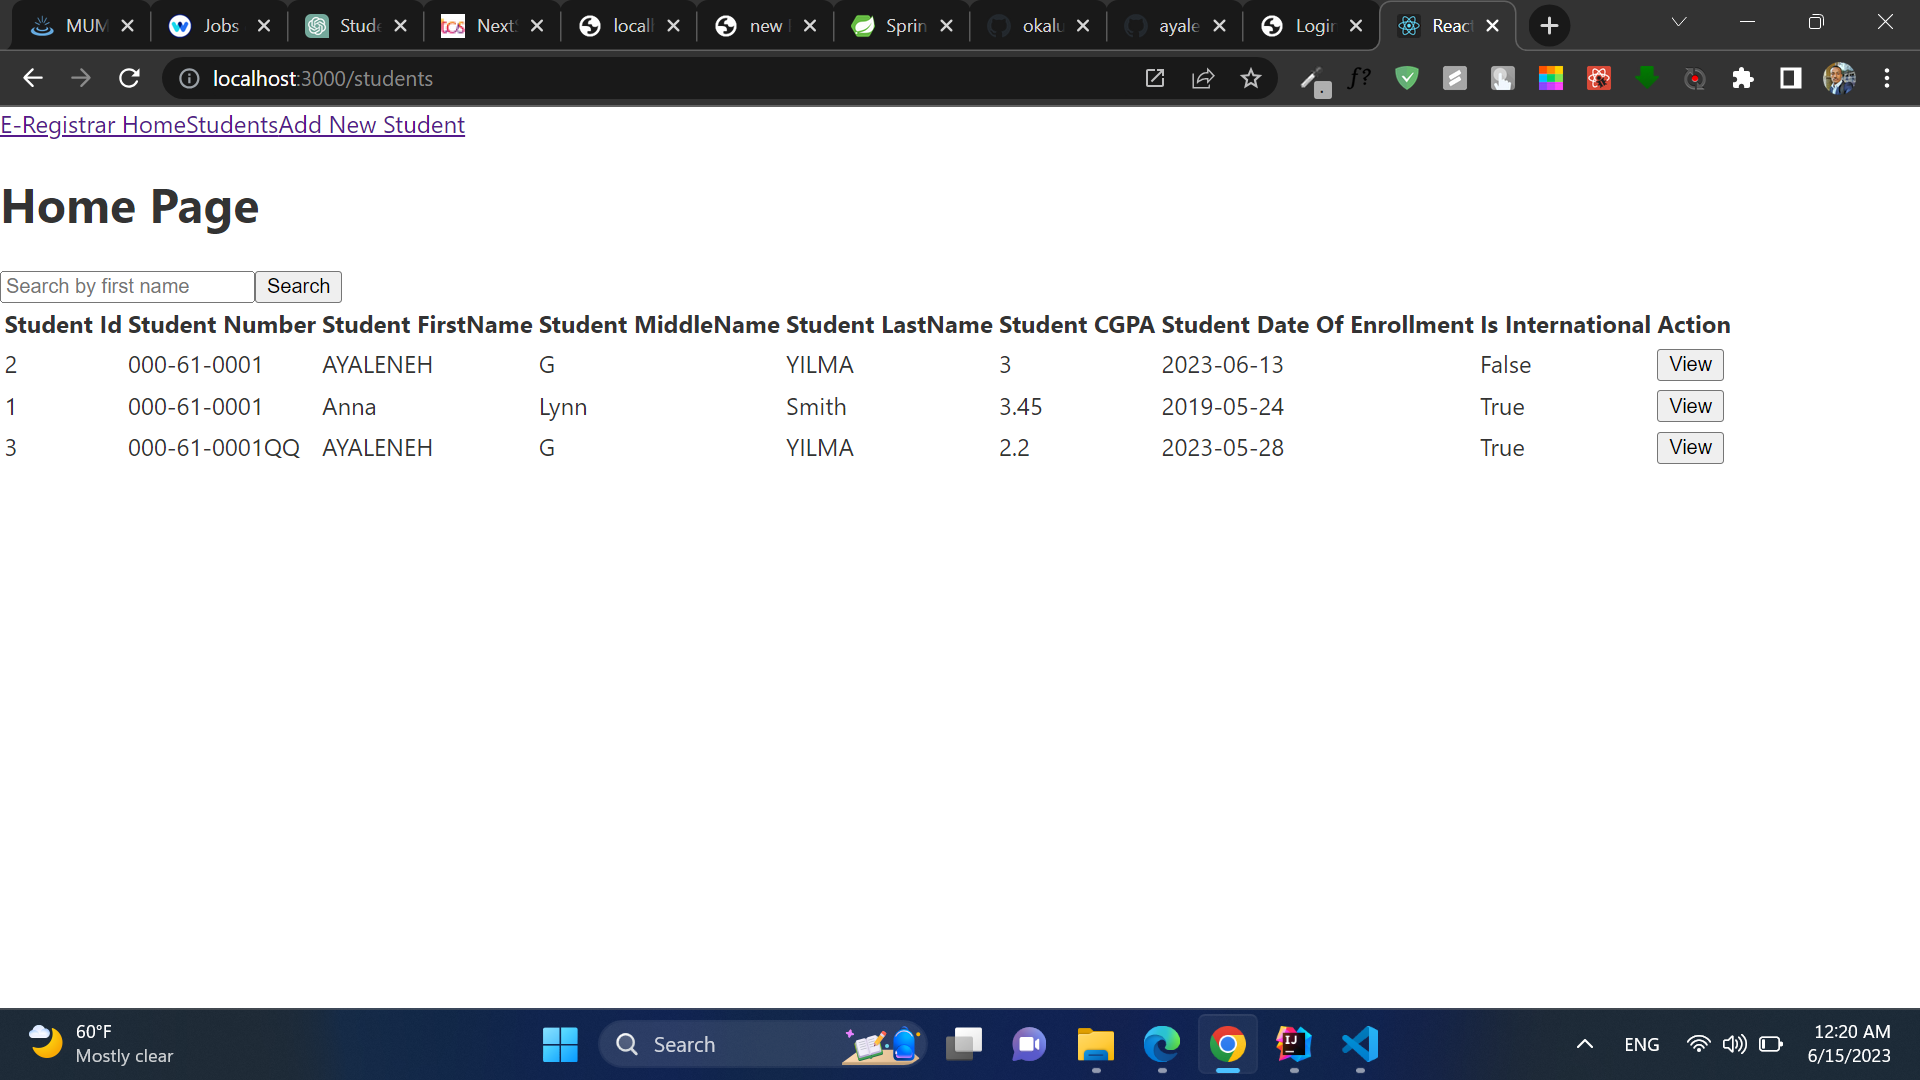 MUM Jobs Stude NextS locall new Sprin okalu ayale Login React
localhost:3000/students
f?
E-Registrar HomeStudentsAdd New Student
Home Page
Search by first name Search
Student Id Student Number Student FirstName Student MiddleName Student LastName Student CGPA Student Date Of Enrollment Is International Action
2 000-61-0001 AYALENEH G YILMA 3 2023-06-13 False View
1 000-61-0001 Anna Lynn Smith 3.45 2019-05-24 True View
3 000-61-0001QQ AYALENEH G YILMA 2.2 2023-05-28 True View
60°F
Mostly clear
Search
ENG
12:20 AM
6/15/2023